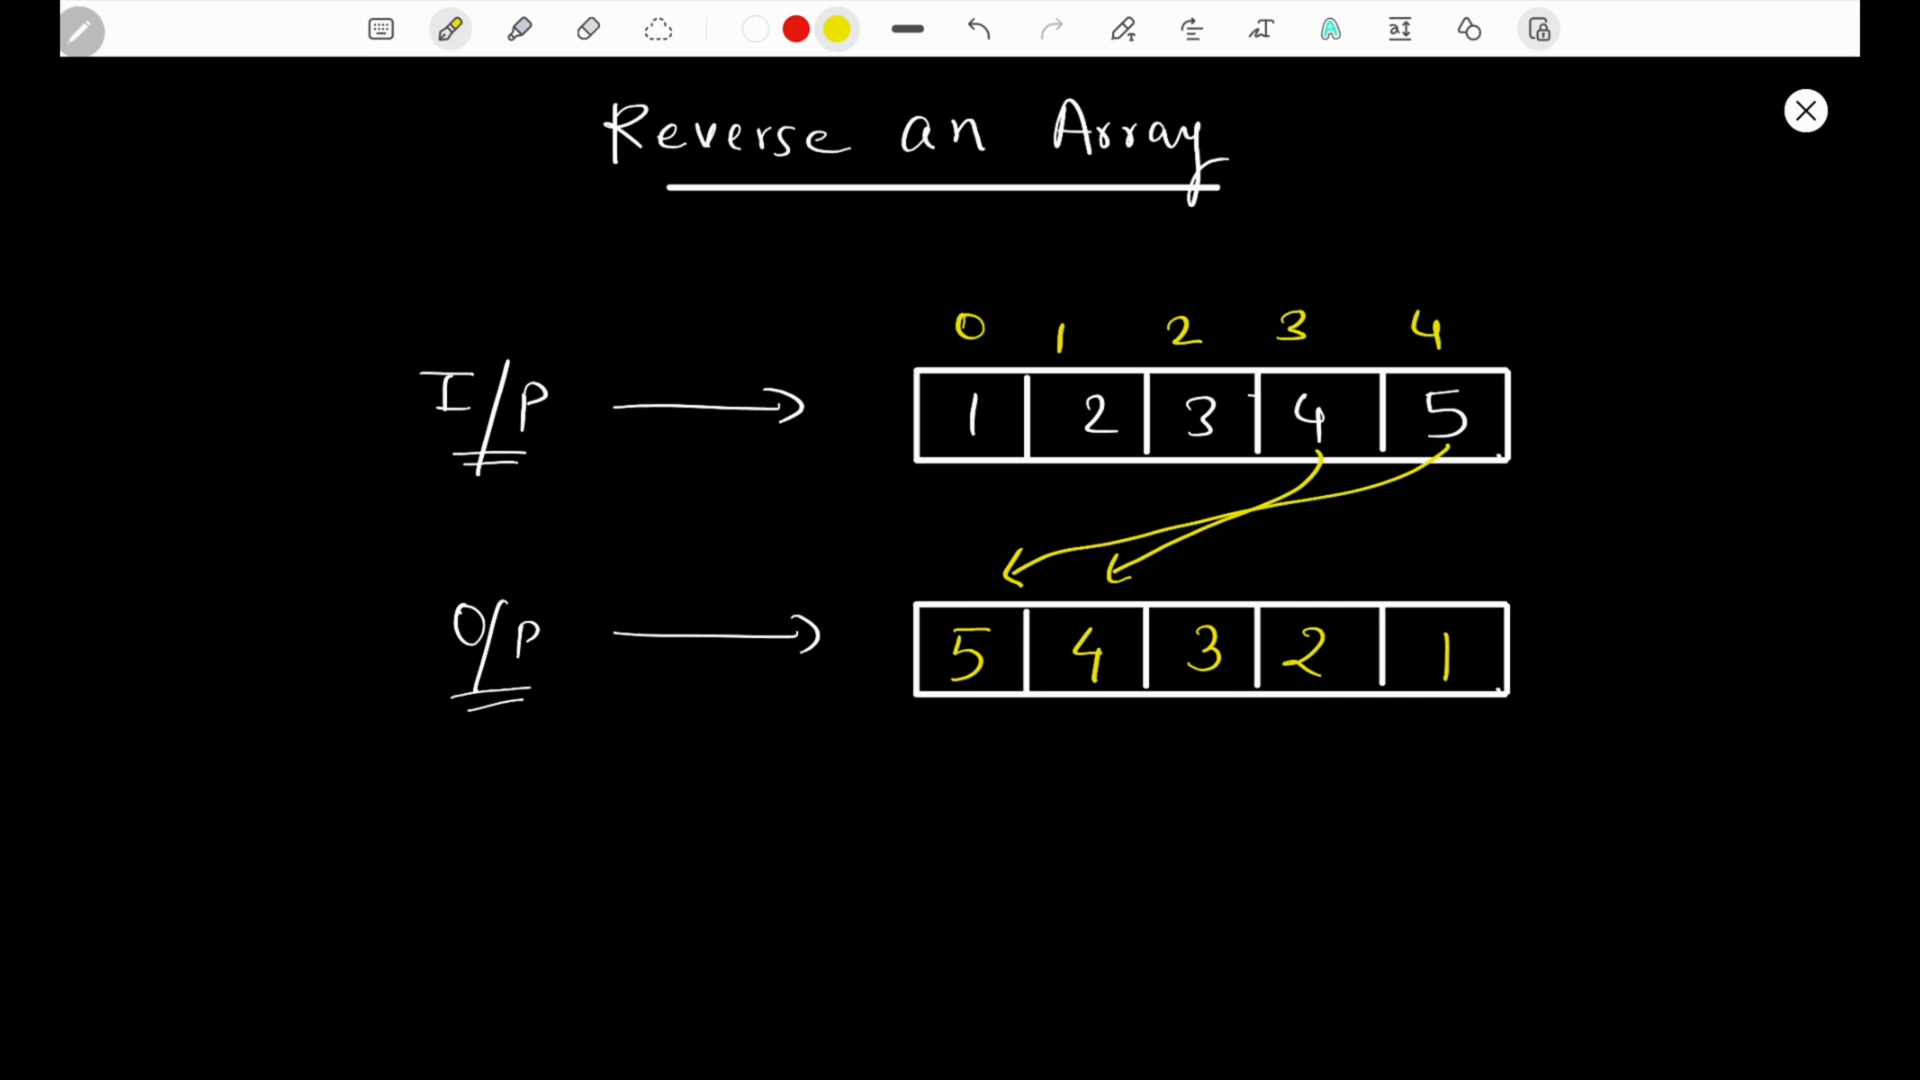 Reverse an Array
0 1 2 3 4
I/P 1 2 3 4 5
O/P 5 4 3 2 1